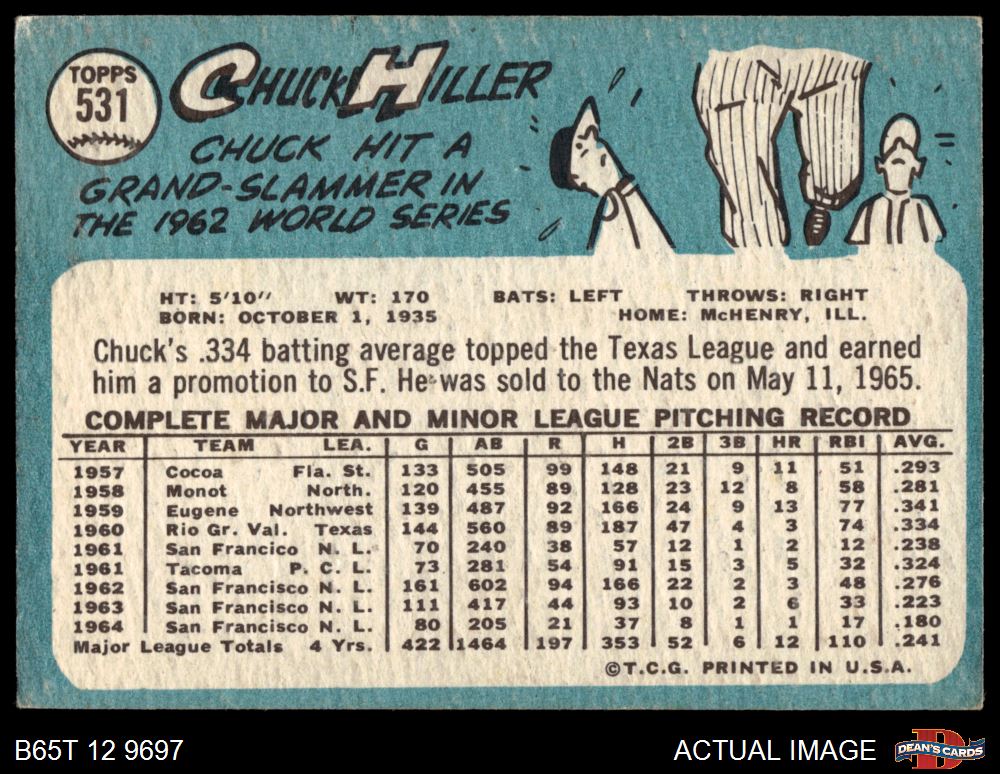 TOPPS
531
CHUCK HILLER
CHUCK HIT A
GRAND-SLAMMER IN
THE 1962 WORLD SERIES
HT: 5'10" WT: 170 BATS: LEFT THROWS: RIGHT
BORN: OCTOBER 1, 1935 HOME: McHENRY, ILL.
Chuck's .334 batting average topped the Texas League and earned
him a promotion to S.F. He was sold to the Nats on May 11, 1965.
COMPLETE MAJOR AND MINOR LEAGUE PITCHING RECORD
YEAR TEAM LEA. G AB R H 2B 3B HR RBI AVG.
1957 Cocoa Fla. St. 133 505 99 148 21 9 11 51 .293
1958 Monot North. 120 455 89 128 23 12 8 58 .281
1959 Eugene Northwest 139 487 92 166 24 9 13 77 .341
1960 Rio Gr. Val. Texas 144 560 89 187 47 4 3 74 .334
1961 San Francico N. L. 70 240 38 57 12 1 2 12 .238
1961 Tacoma P. C. L. 73 281 54 91 15 3 5 32 .324
1962 San Francisco N. L. 161 602 94 166 22 2 3 48 .276
1963 San Francisco N. L. 111 417 44 93 10 2 6 33 .223
1964 San Francisco N. L. 80 205 21 37 8 1 1 17 .180
Major League Totals 4 Yrs. 422 1464 197 353 52 6 12 110 .241
©T.C.G. PRINTED IN U.S.A.
B65T 12 9697 ACTUAL IMAGE DEAN'S CARDS